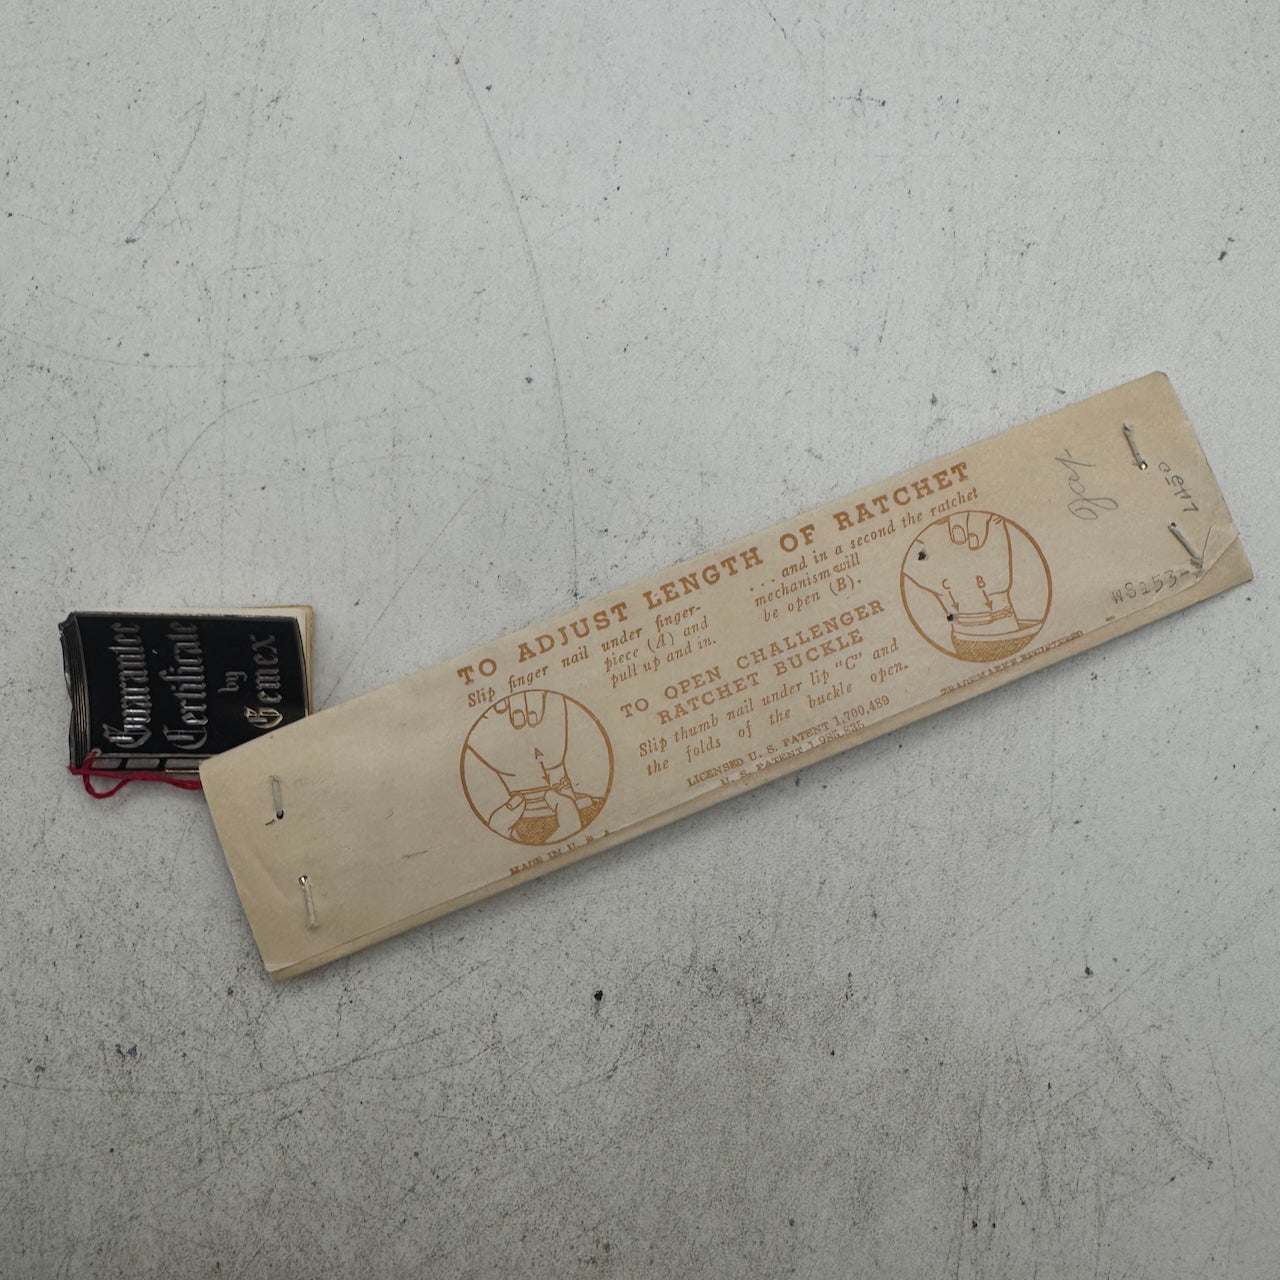 Guarantee
Certificate
by
Gemex
TO ADJUST LENGTH OF RATCHET
Slip finger nail under finger-
piece (A) and
pull up and in.
. . . and in a second the ratchet
mechanism will
be open (B).
TO OPEN CHALLENGER
RATCHET BUCKLE
Slip thumb nail under lip "C" and
the folds of the buckle open.
LICENSED U. S. PATENT 1,700,489
U. S. PATENT
A
C B
MADE IN U. S. A
TRADEMARKS REGISTERED